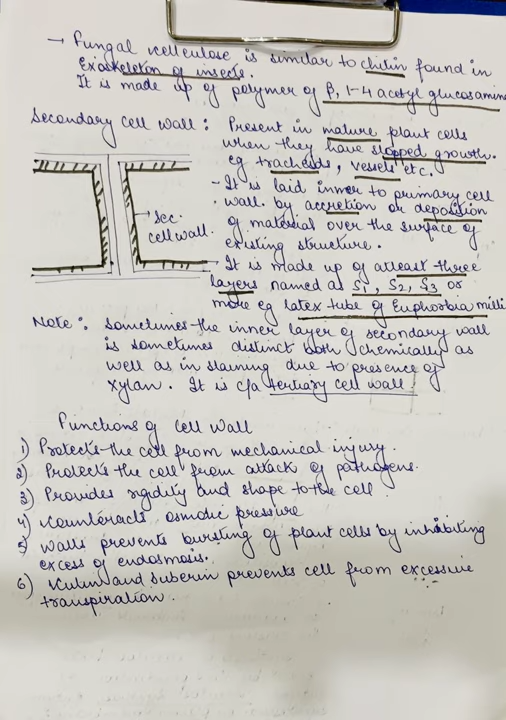 → Fungal cellulose is similar to chitin found in
Exoskeleton of insects.
It is made up of polymer of β, 1-4 acetyl glucosamine
Secondary cell wall : Present in mature plant cells
when they have stopped growth.
eg tracheids, vessels etc.
- It is laid inner to primary cell
wall by accretion or deposition
of material over the surface of
existing structure.
→ Sec.
cell wall.
- It is made up of atleast three
layers named as S1, S2, S3 or
more eg latex tube of Euphorbia milli
Note : Sometimes the inner layer of secondary wall
is sometimes distinct both chemically as
well as in staining due to presence of
xylan. It is c/a tertiary cell wall.
Functions of Cell Wall
1) Protects the cell from mechanical injury.
2) Protects the cell from attack of pathogens.
3) Provides rigidity and shape to the cell.
4) Counteracts osmotic pressure
5) Walls prevents bursting of plant cells by inhibiting
excess of endosmosis.
6) Cutin and Suberin prevents cell from excessive
transpiration.